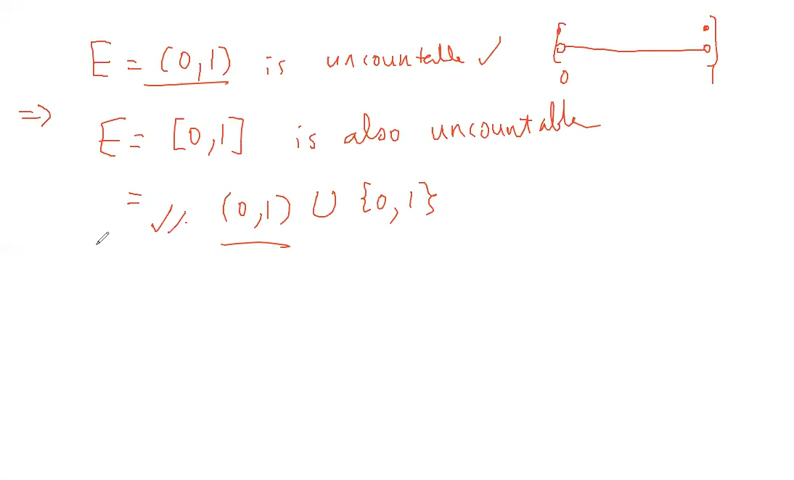 E = (0,1) is uncountable ✓
0 1
⇒ E = [0,1] is also uncountable
= (0,1) ∪ {0,1}